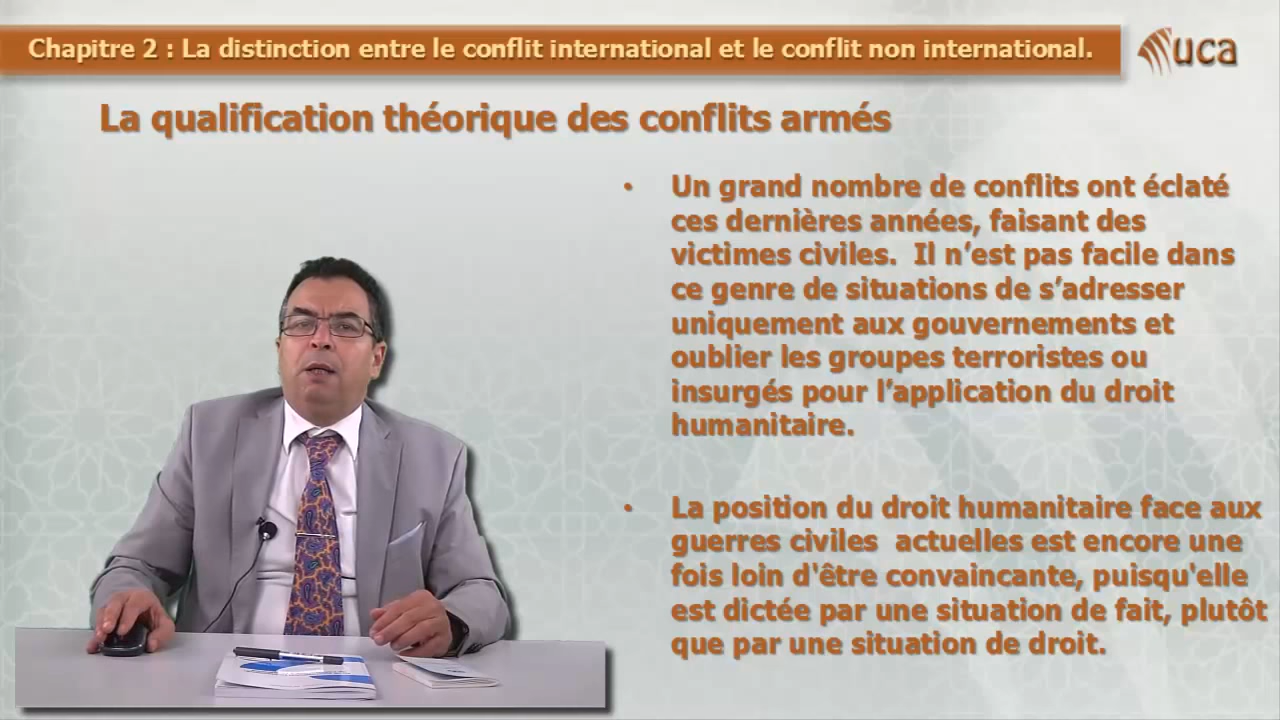 Chapitre 2 : La distinction entre le conflit international et le conflit non international.
uca
La qualification théorique des conflits armés
• Un grand nombre de conflits ont éclaté
ces dernières années, faisant des
victimes civiles. Il n’est pas facile dans
ce genre de situations de s’adresser
uniquement aux gouvernements et
oublier les groupes terroristes ou
insurgés pour l’application du droit
humanitaire.
• La position du droit humanitaire face aux
guerres civiles actuelles est encore une
fois loin d'être convaincante, puisqu'elle
est dictée par une situation de fait, plutôt
que par une situation de droit.